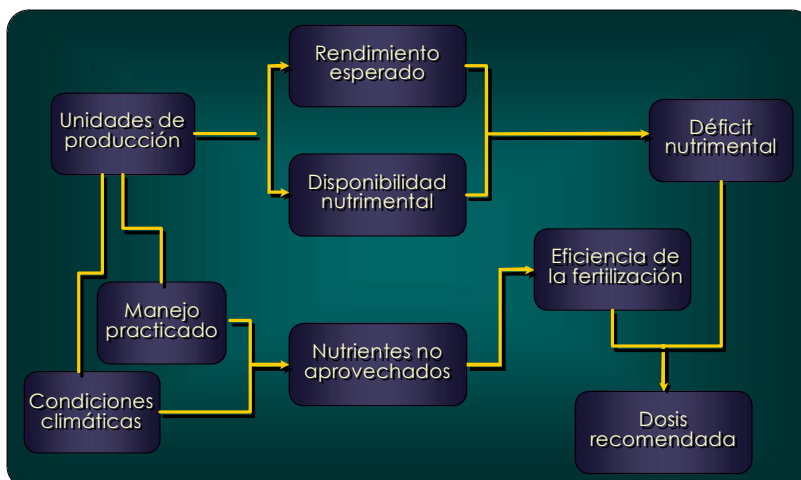 Rendimiento
esperado
Unidades de
producción
Déficit
nutrimental
Disponibilidad
nutrimental
Eficiencia de
la fertilización
Manejo
practicado
Nutrientes no
aprovechados
Condiciones
climáticas
Dosis
recomendada